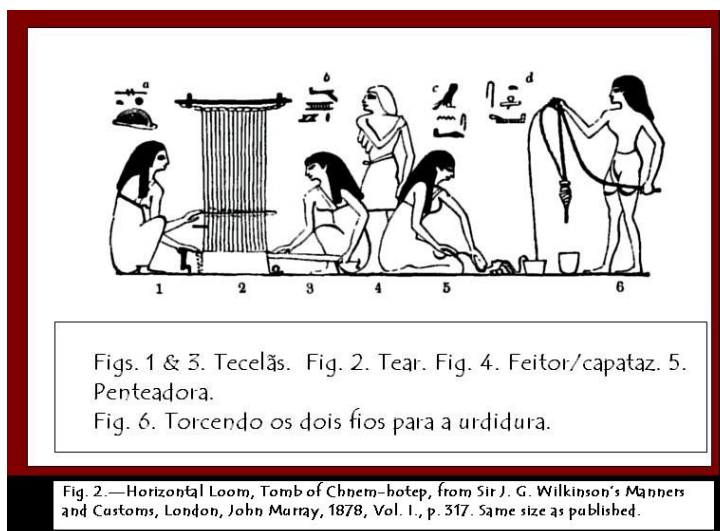 a
b
c
d
1 2 3 4 5 6
Figs. 1 & 3. Tecelãs. Fig. 2. Tear. Fig. 4. Feitor/capataz. 5.
Penteadora.
Fig. 6. Torcendo os dois fios para a urdidura.
Fig. 2.—Horizontal Loom, Tomb of Chnem-hotep, from Sir J. G. Wilkinson's Manners
and Customs, London, John Murray, 1878, Vol. I., p. 317. Same size as published.